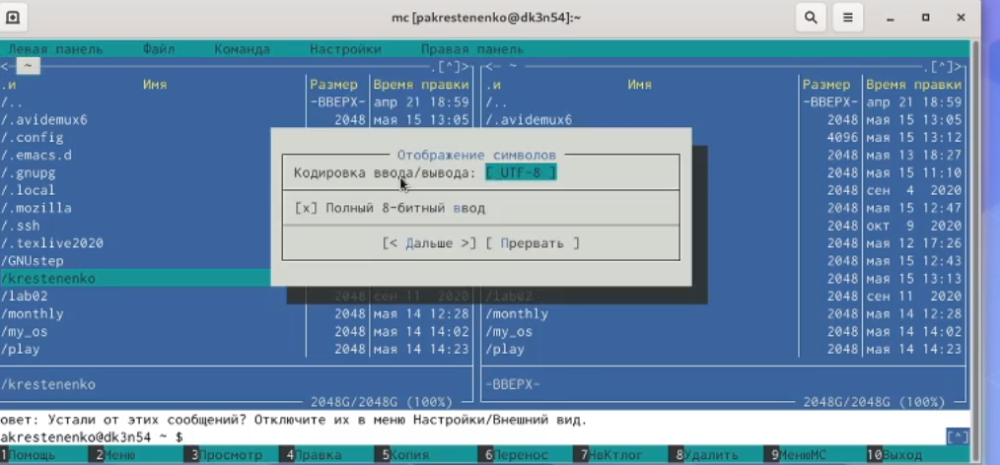 mc [pakrestenenko@dk3n54]:~
Левая панель Файл Команда Настройки Правая панель
<- ~ .[^]> <- ~ .[^]>
.и Имя Размер Время правки .и Имя Размер Время правки
/.. -ВВЕРХ- апр 21 18:59 /.. -ВВЕРХ- апр 21 18:59
/.avidemux6 2048 мая 15 13:05 /.avidemux6 2048 мая 15 13:05
/.config 4096 мая 15 13:12
/.emacs.d 2048 мая 13 18:27
/.gnupg 2048 мая 15 11:10
/.local 2048 сен 4 2020
/.mozilla 2048 мая 15 12:47
/.ssh 2048 окт 9 2020
/.texlive2020 2048 мая 12 17:26
/GNUstep 2048 мая 15 12:43
/krestenenko 2048 мая 15 13:13
Отображение символов
Кодировка ввода/вывода: [ UTF-8 ]
[x] Полный 8-битный ввод
[< Дальше >] [ Прервать ]
/lab02 2048 сен 11 2020 /lab02 2048 сен 11 2020
/monthly 2048 мая 14 12:28 /monthly 2048 мая 14 12:28
/my_os 2048 мая 14 14:02 /my_os 2048 мая 14 14:02
/play 2048 мая 14 14:23 /play 2048 мая 14 14:23
/krestenenko -ВВЕРХ-
2048G/2048G (100%) 2048G/2048G (100%)
овет: Устали от этих сообщений? Отключите их в меню Настройки/Внешний вид.
akrestenenko@dk3n54 ~ $ [^]
1Помощь 2Меню 3Просмотр 4Правка 5Копия 6Перенос 7НвКтлог 8Удалить 9МенюМС 10Выход